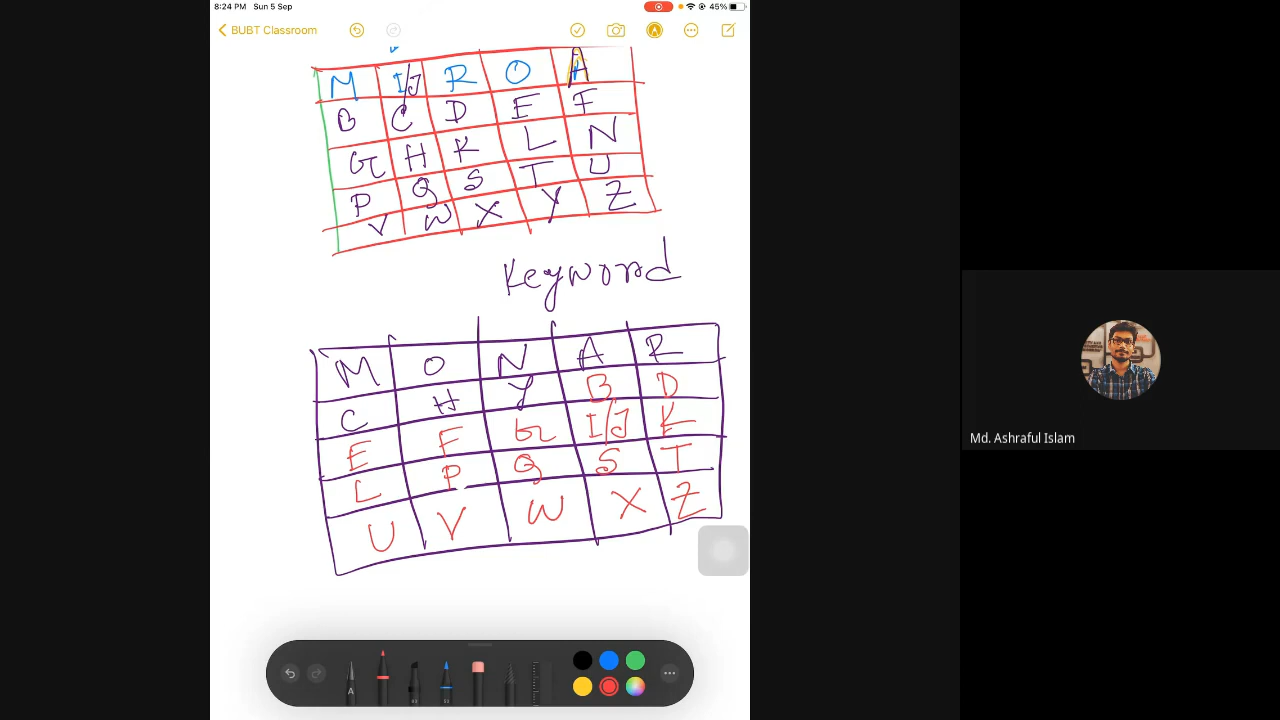 8:24 PM Sun 5 Sep 45%
BUBT Classroom
M I/J R O A
B C D E F
G H K L N
P Q S T U
V W X Y Z
Keyword
M O N A R
C H Y B D
E F G I/J K
L P Q S T
U V W X Z
Md. Ashraful Islam